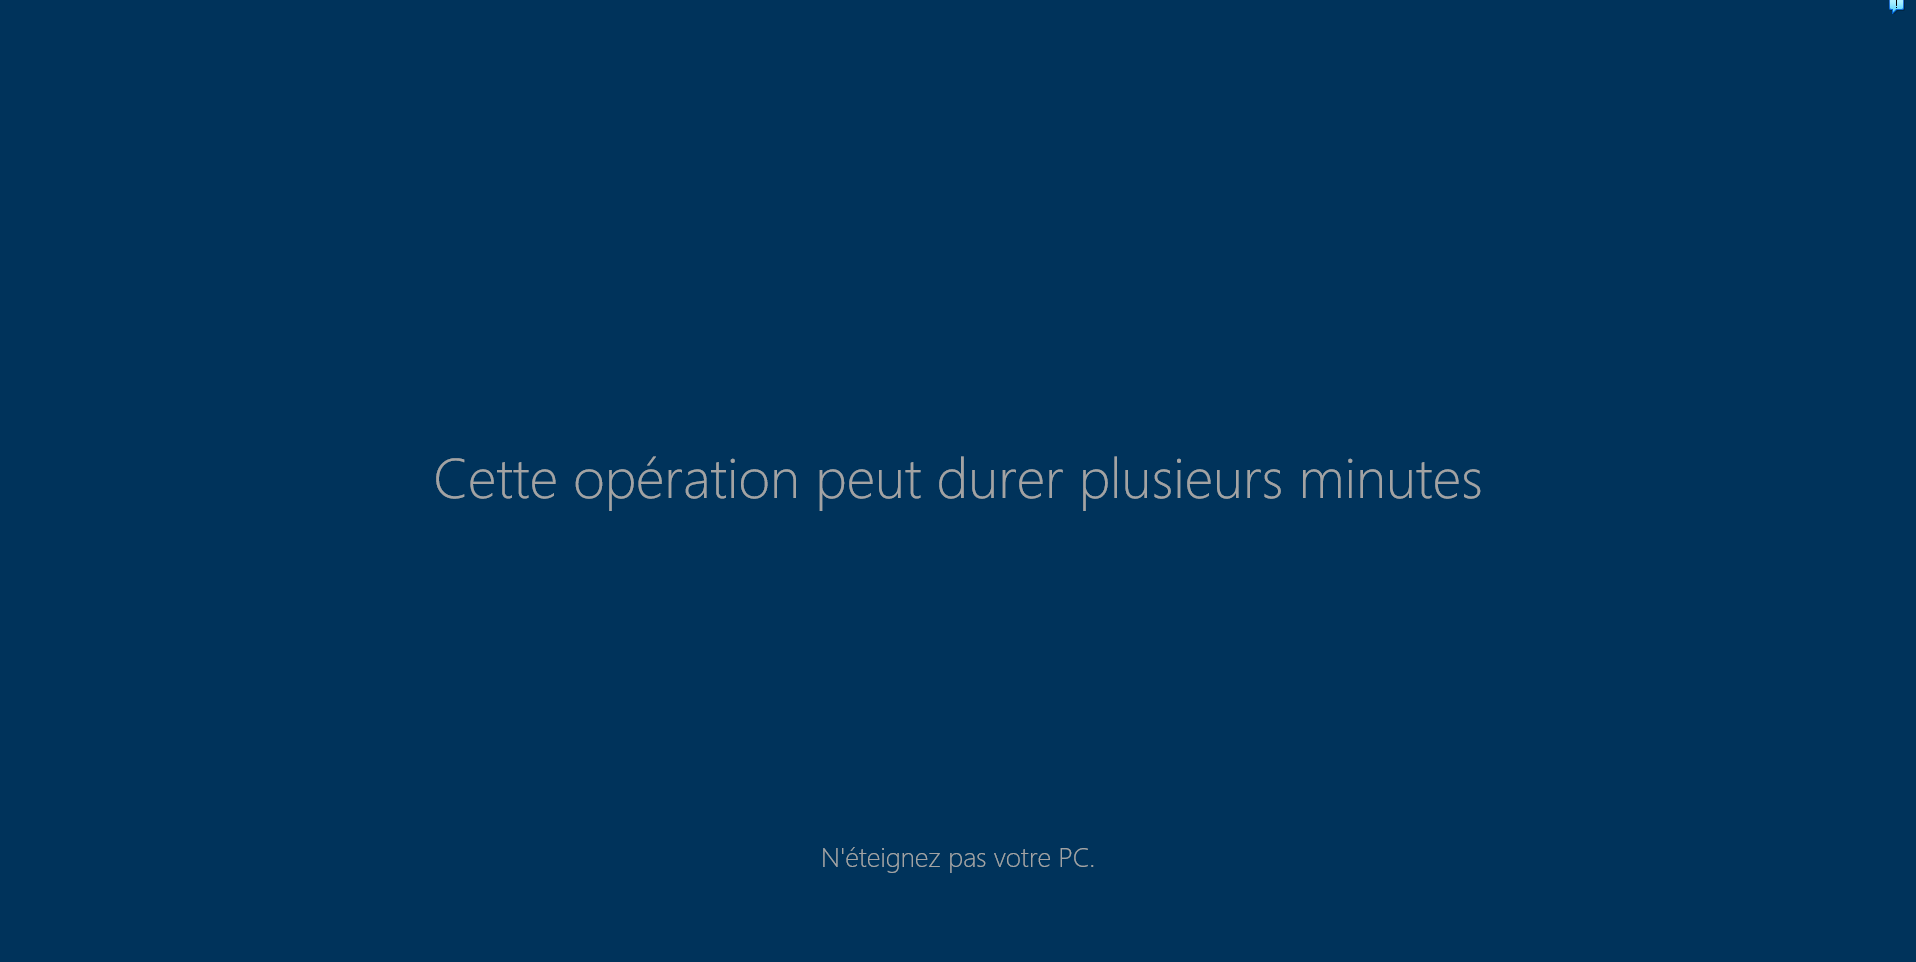 Cette opération peut durer plusieurs minutes
N'éteignez pas votre PC.